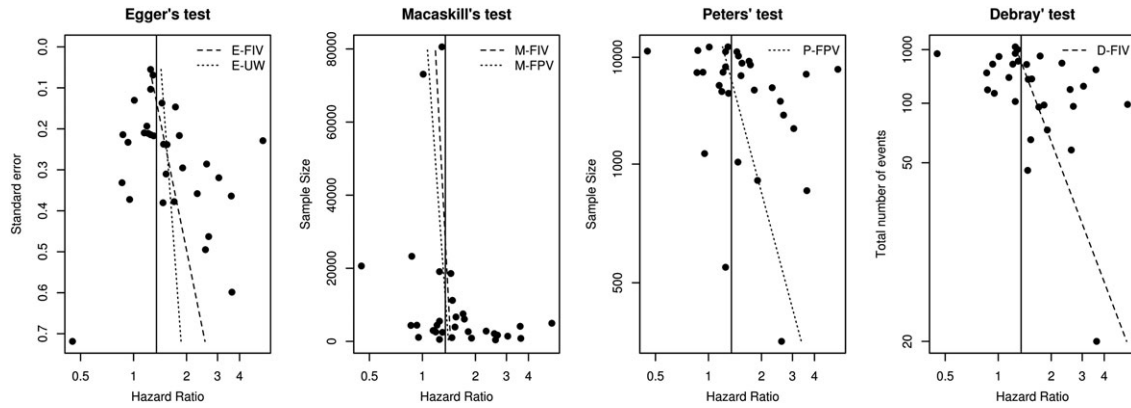 Egger's test
E-FIV
E-UW
Standard error
0.0
0.1
0.2
0.3
0.4
0.5
0.6
0.7
0.5 1 2 3 4
Hazard Ratio
Macaskill's test
M-FIV
M-FPV
Sample Size
80000
60000
40000
20000
0
0.5 1 2 3 4
Hazard Ratio
Peters' test
P-FPV
Sample Size
10000
1000
500
0.5 1 2 3 4
Hazard Ratio
Debray' test
D-FIV
Total number of events
1000
100
50
20
0.5 1 2 3 4
Hazard Ratio